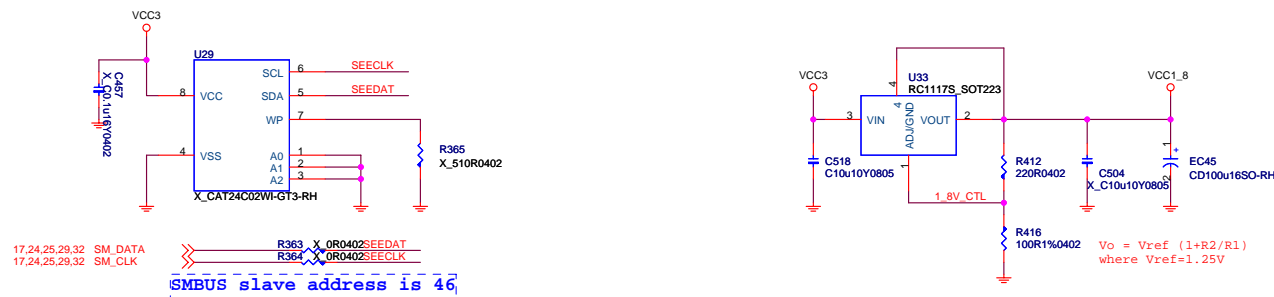 VCC3
U29
C457
X_C0.1u16Y0402
8 VCC
4 VSS
SCL 6 SEECLK
SDA 5 SEEDAT
WP 7
A0 1
A1 2
A2 3
X_CAT24C02WI-GT3-RH
R365
X_510R0402
17,24,25,29,32 SM_DATA R363 X_0R0402 SEEDAT
17,24,25,29,32 SM_CLK R364 X_0R0402 SEECLK
SMBUS slave address is 46
VCC3
U33
RC1117S_SOT223
4
4
3 VIN
VOUT 2
ADJ/GND
1
C518
C10u10Y0805
1_8V_CTL
R412
220R0402
R416
100R1%0402
C504
X_C10u10Y0805
VCC1_8
1
+
2
EC45
CD100u16SO-RH
Vo = Vref (1+R2/R1)
where Vref=1.25V